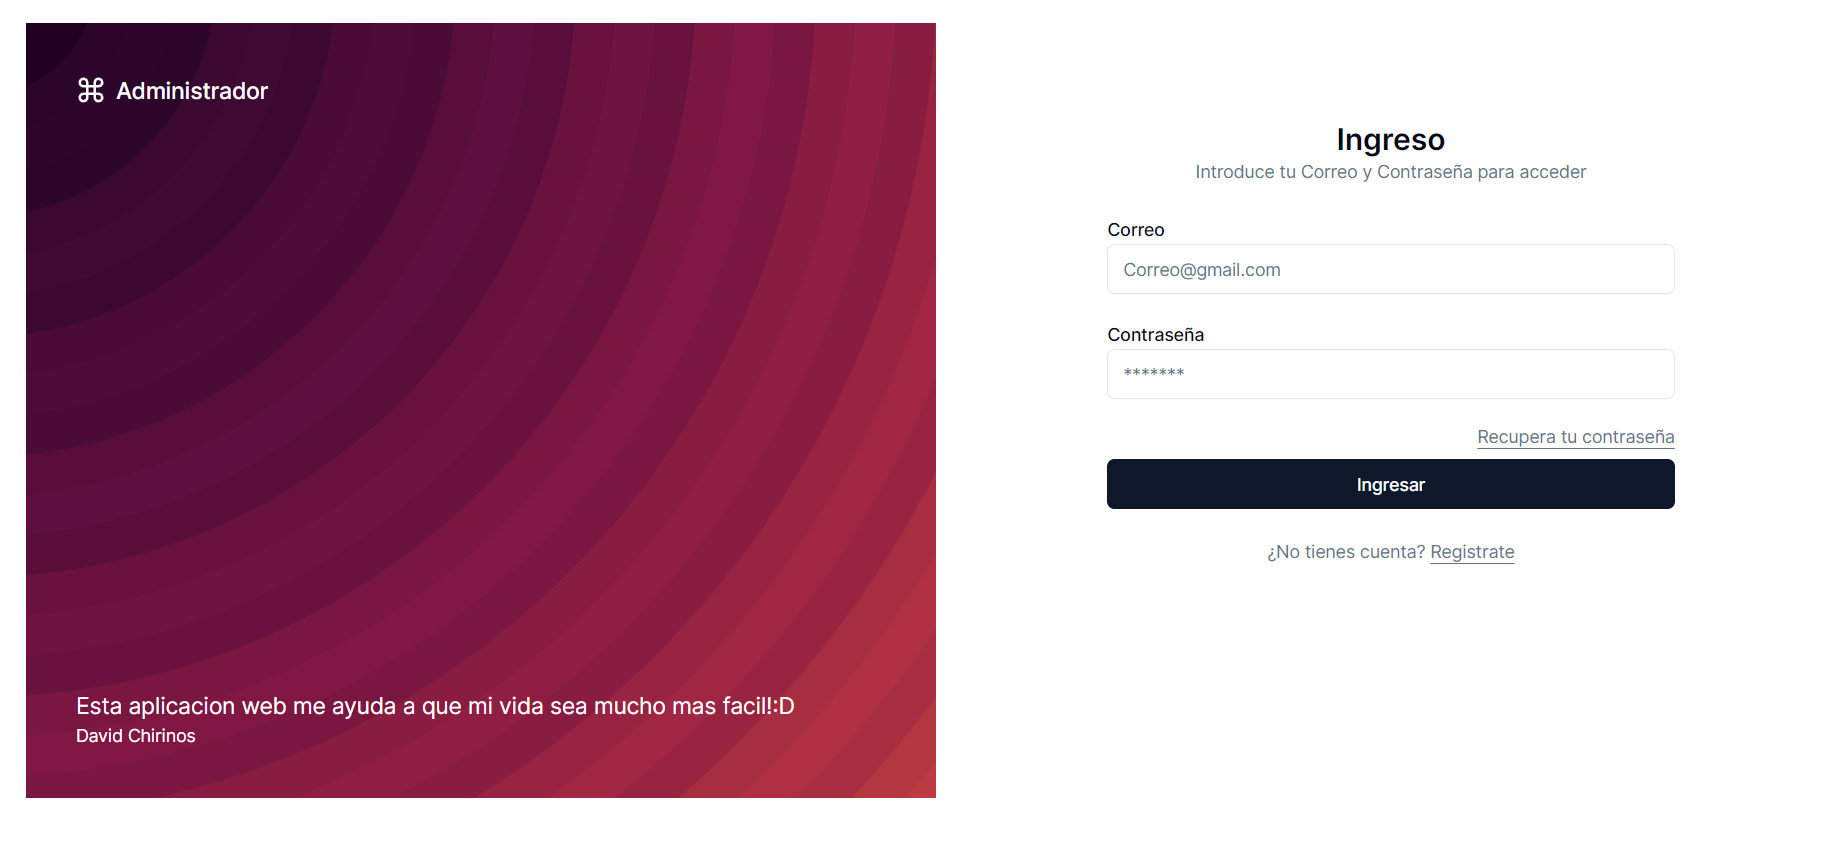 Administrador
Esta aplicacion web me ayuda a que mi vida sea mucho mas facil!:D
David Chirinos
Ingreso
Introduce tu Correo y Contraseña para acceder
Correo
Correo@gmail.com
Contraseña
*******
Recupera tu contraseña
Ingresar
¿No tienes cuenta? Registrate